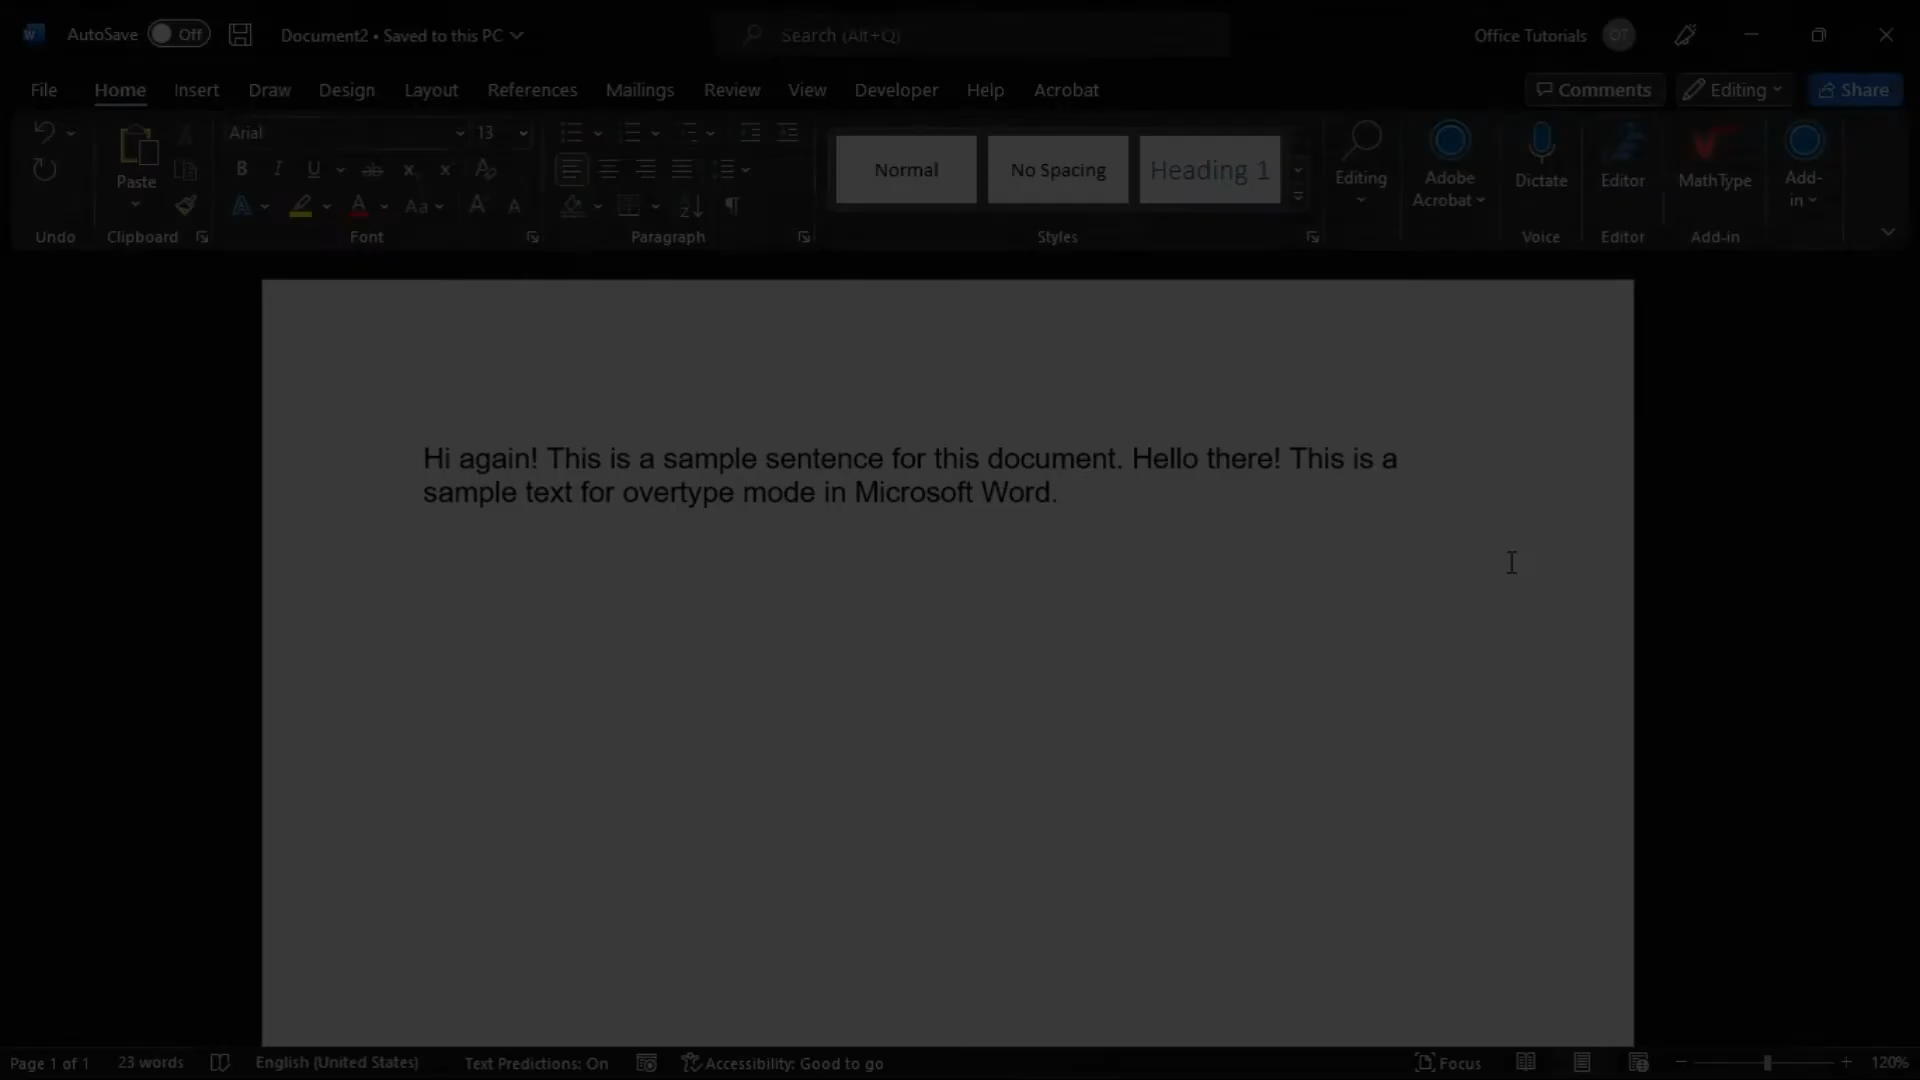 AutoSave Off Document2 • Saved to this PC Search (Alt+Q) Office Tutorials OT
File Home Insert Draw Design Layout References Mailings Review View Developer Help Acrobat Comments Editing Share
Arial 13
Paste
B I U ab x x A
A A Aa A A
Normal No Spacing Heading 1
Editing
Adobe
Acrobat
Dictate
Editor
MathType
Add-
in
Undo Clipboard Font Paragraph Styles Voice Editor Add-in
Hi again! This is a sample sentence for this document. Hello there! This is a
sample text for overtype mode in Microsoft Word.
Page 1 of 1 23 words English (United States) Text Predictions: On Accessibility: Good to go Focus 120%